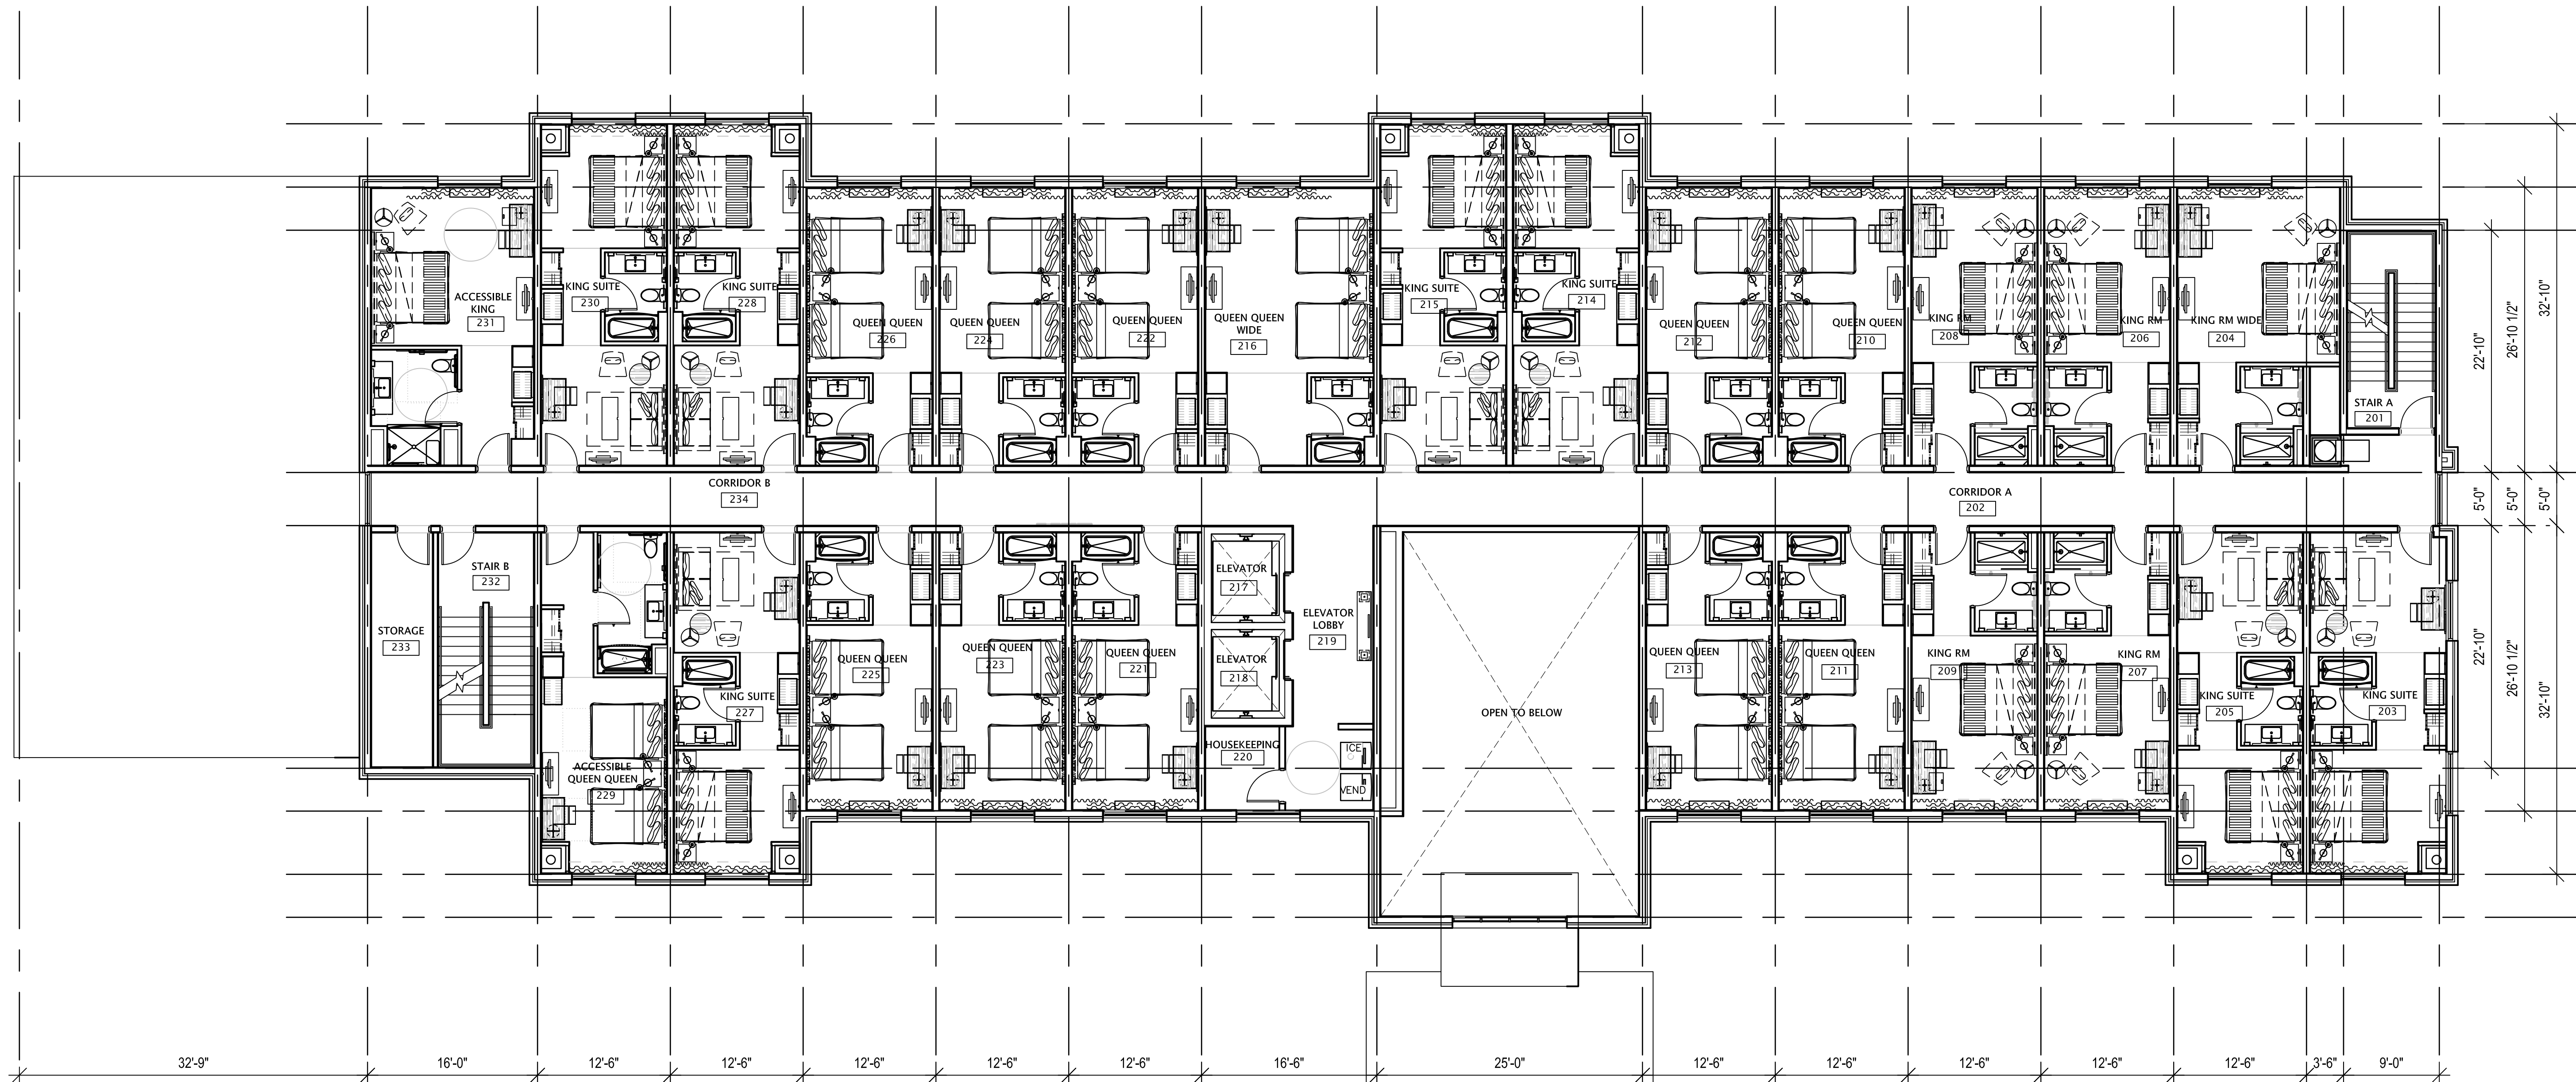 ACCESSIBLE
KING
231
KING SUITE
230
KING SUITE
228
QUEEN QUEEN
226
QUEEN QUEEN
224
QUEEN QUEEN
222
QUEEN QUEEN
WIDE
216
KING SUITE
215
KING SUITE
214
QUEEN QUEEN
212
QUEEN QUEEN
210
KING RM
208
KING RM
206
KING RM WIDE
204
STAIR A
201
CORRIDOR B
234
CORRIDOR A
202
STORAGE
233
STAIR B
232
ACCESSIBLE
QUEEN QUEEN
229
KING SUITE
227
QUEEN QUEEN
225
QUEEN QUEEN
223
QUEEN QUEEN
221
ELEVATOR
217
ELEVATOR
218
ELEVATOR
LOBBY
219
HOUSEKEEPING
220
ICE
VEND
OPEN TO BELOW
QUEEN QUEEN
213
QUEEN QUEEN
211
KING RM
209
KING RM
207
KING SUITE
205
KING SUITE
203
22'-10"
26'-10 1/2"
32'-10"
5'-0"
5'-0"
5'-0"
22'-10"
26'-10 1/2"
32'-10"
32'-9"
16'-0"
12'-6"
12'-6"
12'-6"
12'-6"
12'-6"
16'-6"
25'-0"
12'-6"
12'-6"
12'-6"
12'-6"
12'-6"
3'-6"
9'-0"